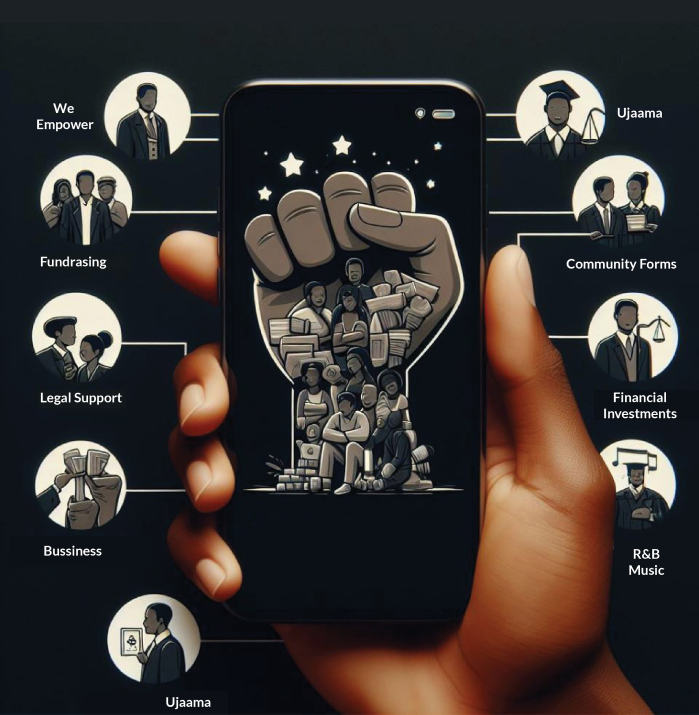 We
Empower
Ujaama
Fundrasing
Community Forms
Legal Support
Financial
Investments
Bussiness
R&B
Music
Ujaama